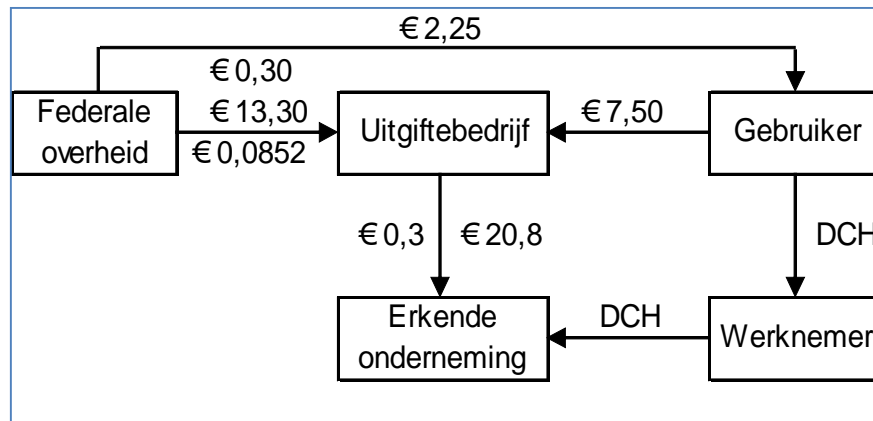 € 2,25
€ 0,30
Federale
overheid
€ 13,30
€ 0,0852
Uitgiftebedrijf
€ 7,50
Gebruiker
€ 0,3
€ 20,8
DCH
Erkende
onderneming
DCH
Werknemer